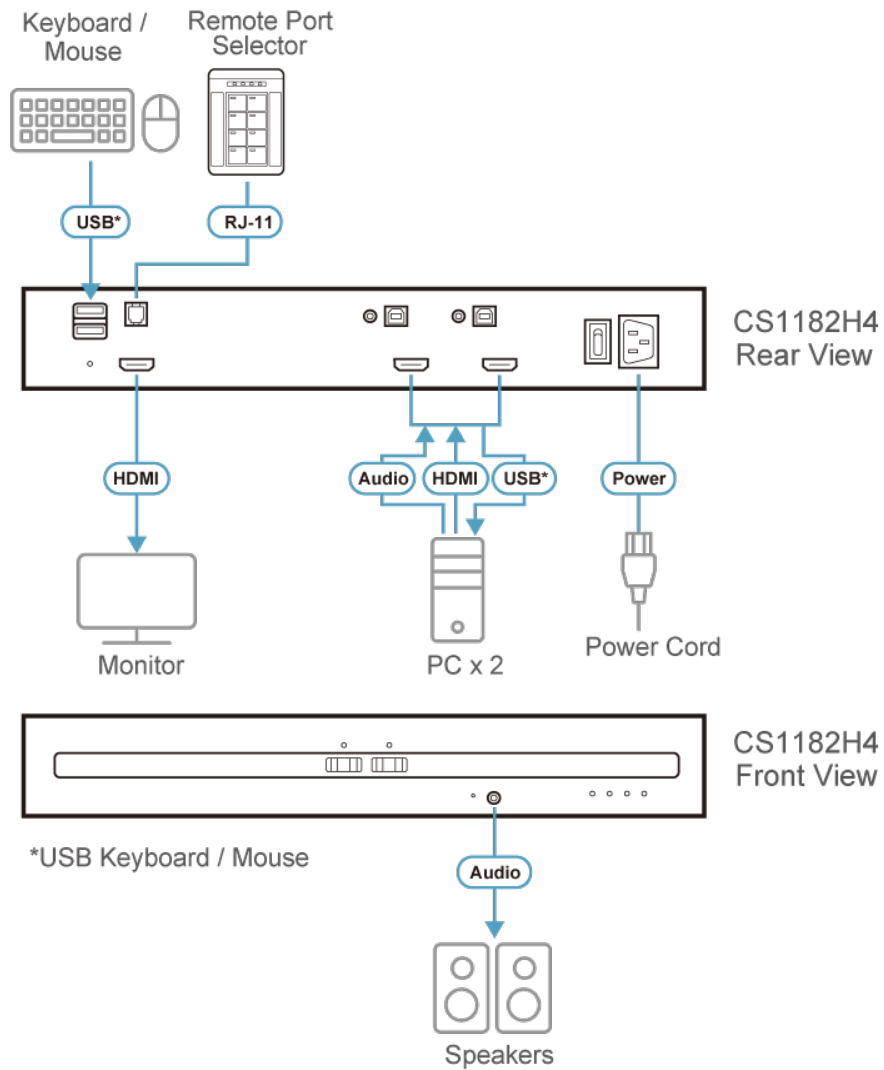 Keyboard /
Mouse
Remote Port
Selector
USB*
RJ-11
CS1182H4
Rear View
HDMI
Audio
HDMI
USB*
Power
Monitor
PC x 2
Power Cord
CS1182H4
Front View
*USB Keyboard / Mouse
Audio
Speakers